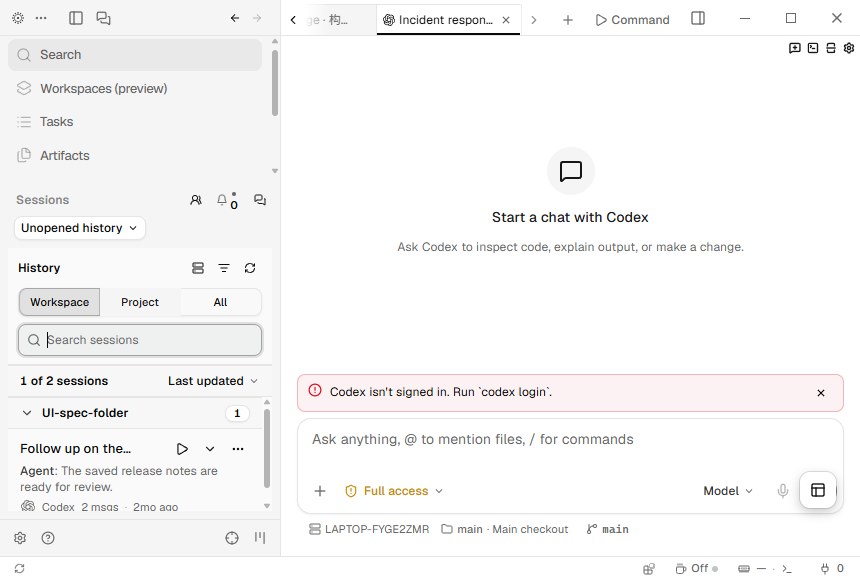 ge · 构...
Incident respon...
Command
Search
Workspaces (preview)
Tasks
Artifacts
Sessions
0
Unopened history
History
Workspace
Project
All
Search sessions
1 of 2 sessions
Last updated
UI-spec-folder
1
Follow up on the...
Agent: The saved release notes are
ready for review.
Codex 2 msgs · 2mo ago
Start a chat with Codex
Ask Codex to inspect code, explain output, or make a change.
Codex isn't signed in. Run `codex login`.
Ask anything, @ to mention files, / for commands
Full access
Model
LAPTOP-FYGE2ZMR
main · Main checkout
main
Off
0